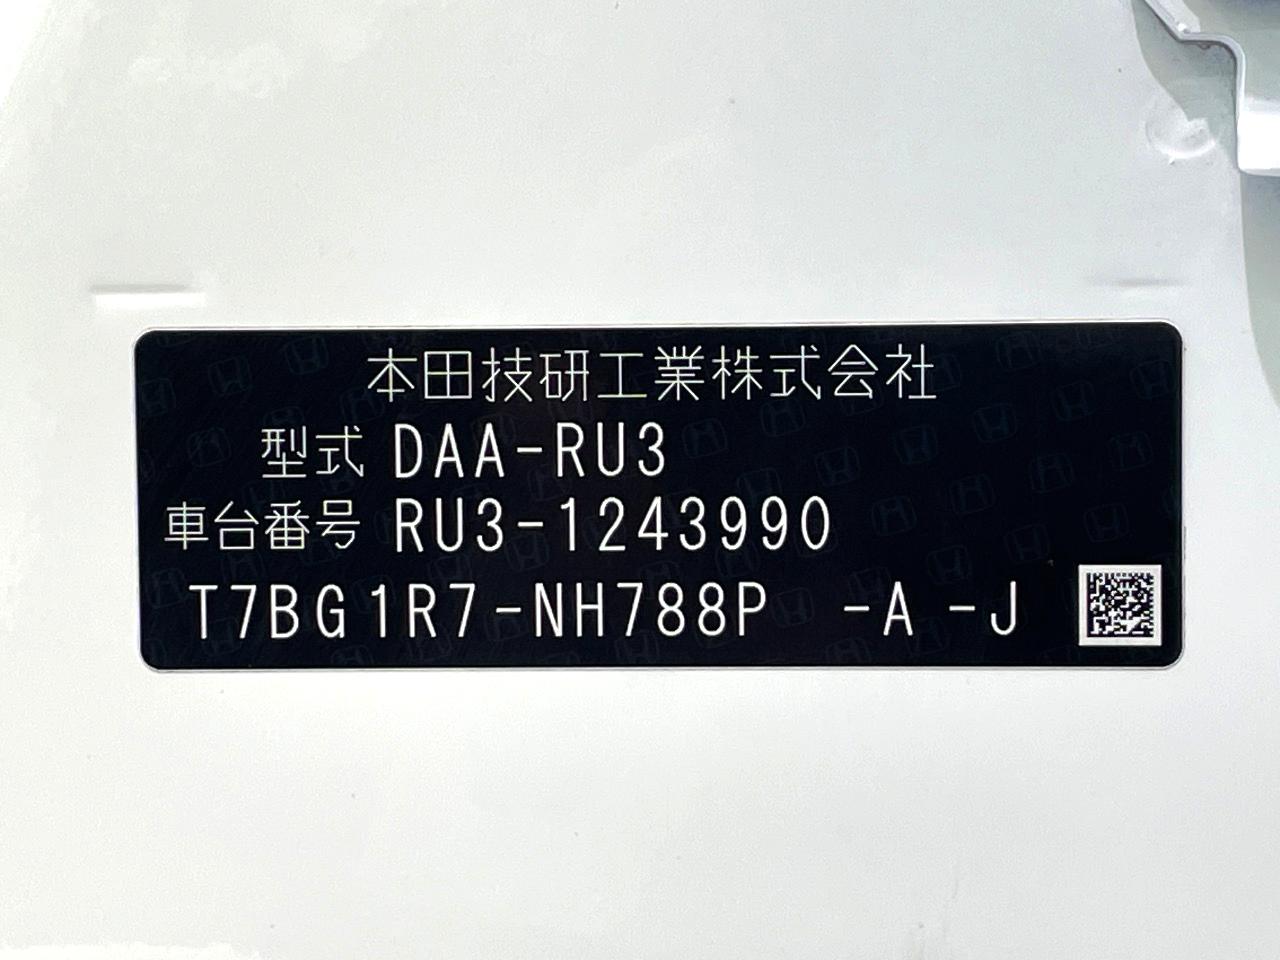 本田技研工業株式会社
型式 DAA-RU3
車台番号 RU3-1243990
T7BG1R7-NH788P -A -J